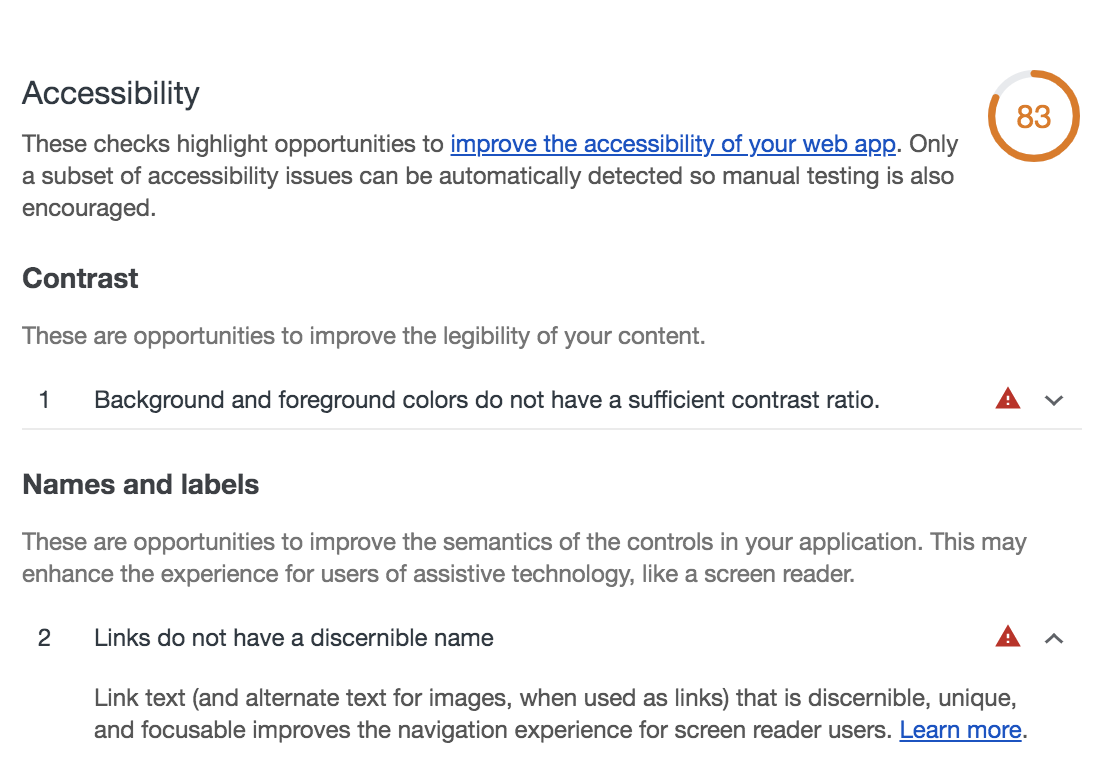 Accessibility
83
These checks highlight opportunities to improve the accessibility of your web app. Only
a subset of accessibility issues can be automatically detected so manual testing is also
encouraged.
Contrast
These are opportunities to improve the legibility of your content.
1 Background and foreground colors do not have a sufficient contrast ratio.
Names and labels
These are opportunities to improve the semantics of the controls in your application. This may
enhance the experience for users of assistive technology, like a screen reader.
2 Links do not have a discernible name
Link text (and alternate text for images, when used as links) that is discernible, unique,
and focusable improves the navigation experience for screen reader users. Learn more.